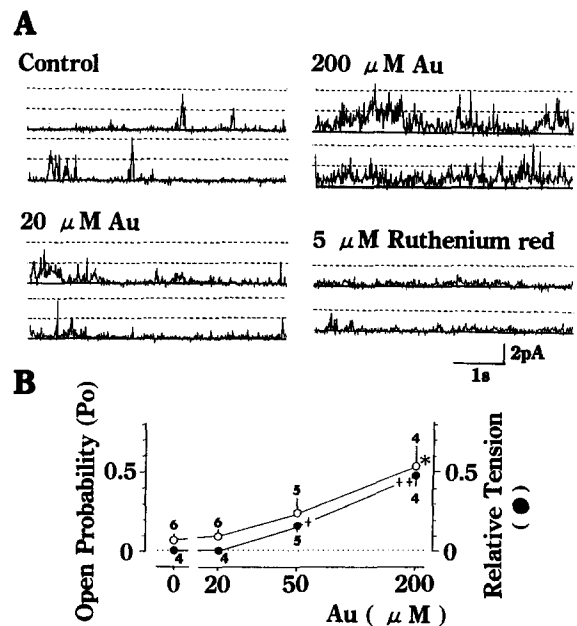 A
Control
200 μM Au
20 μM Au
5 μM Ruthenium red
2pA
1s
B
Open Probability (Po)
Relative Tension
(●)
0.5
0
0.5
0
6
6
5
4
*
4
4
5
+
++
4
0
20
50
200
Au ( μM)